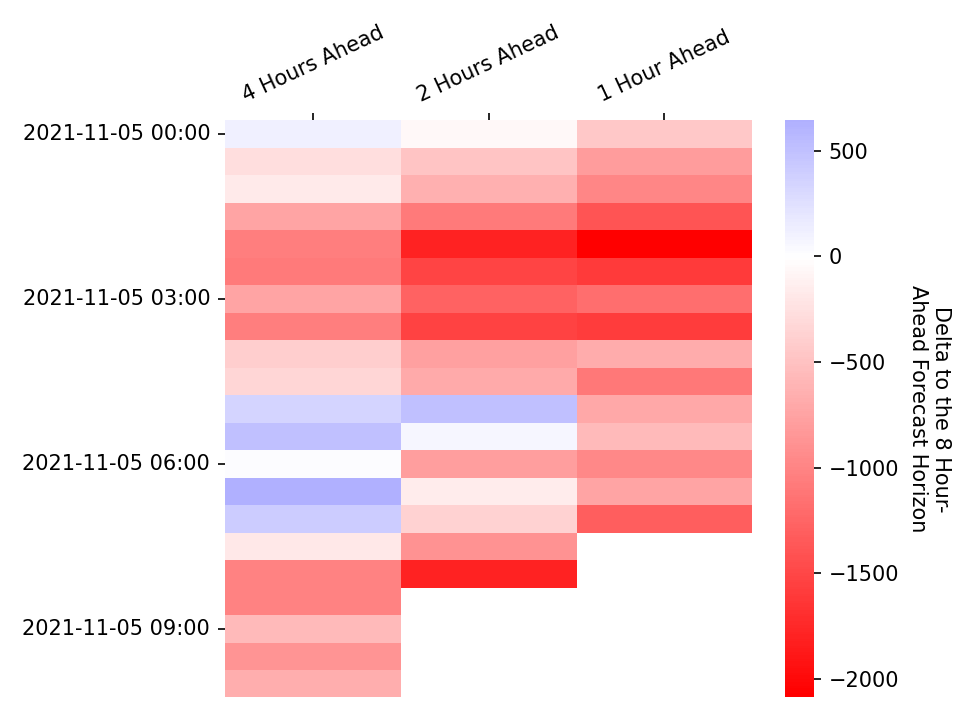 4 Hours Ahead
2 Hours Ahead
1 Hour Ahead
2021-11-05 00:00
2021-11-05 03:00
2021-11-05 06:00
2021-11-05 09:00
500
0
−500
−1000
−1500
−2000
Delta to the 8 Hour-
Ahead Forecast Horizon